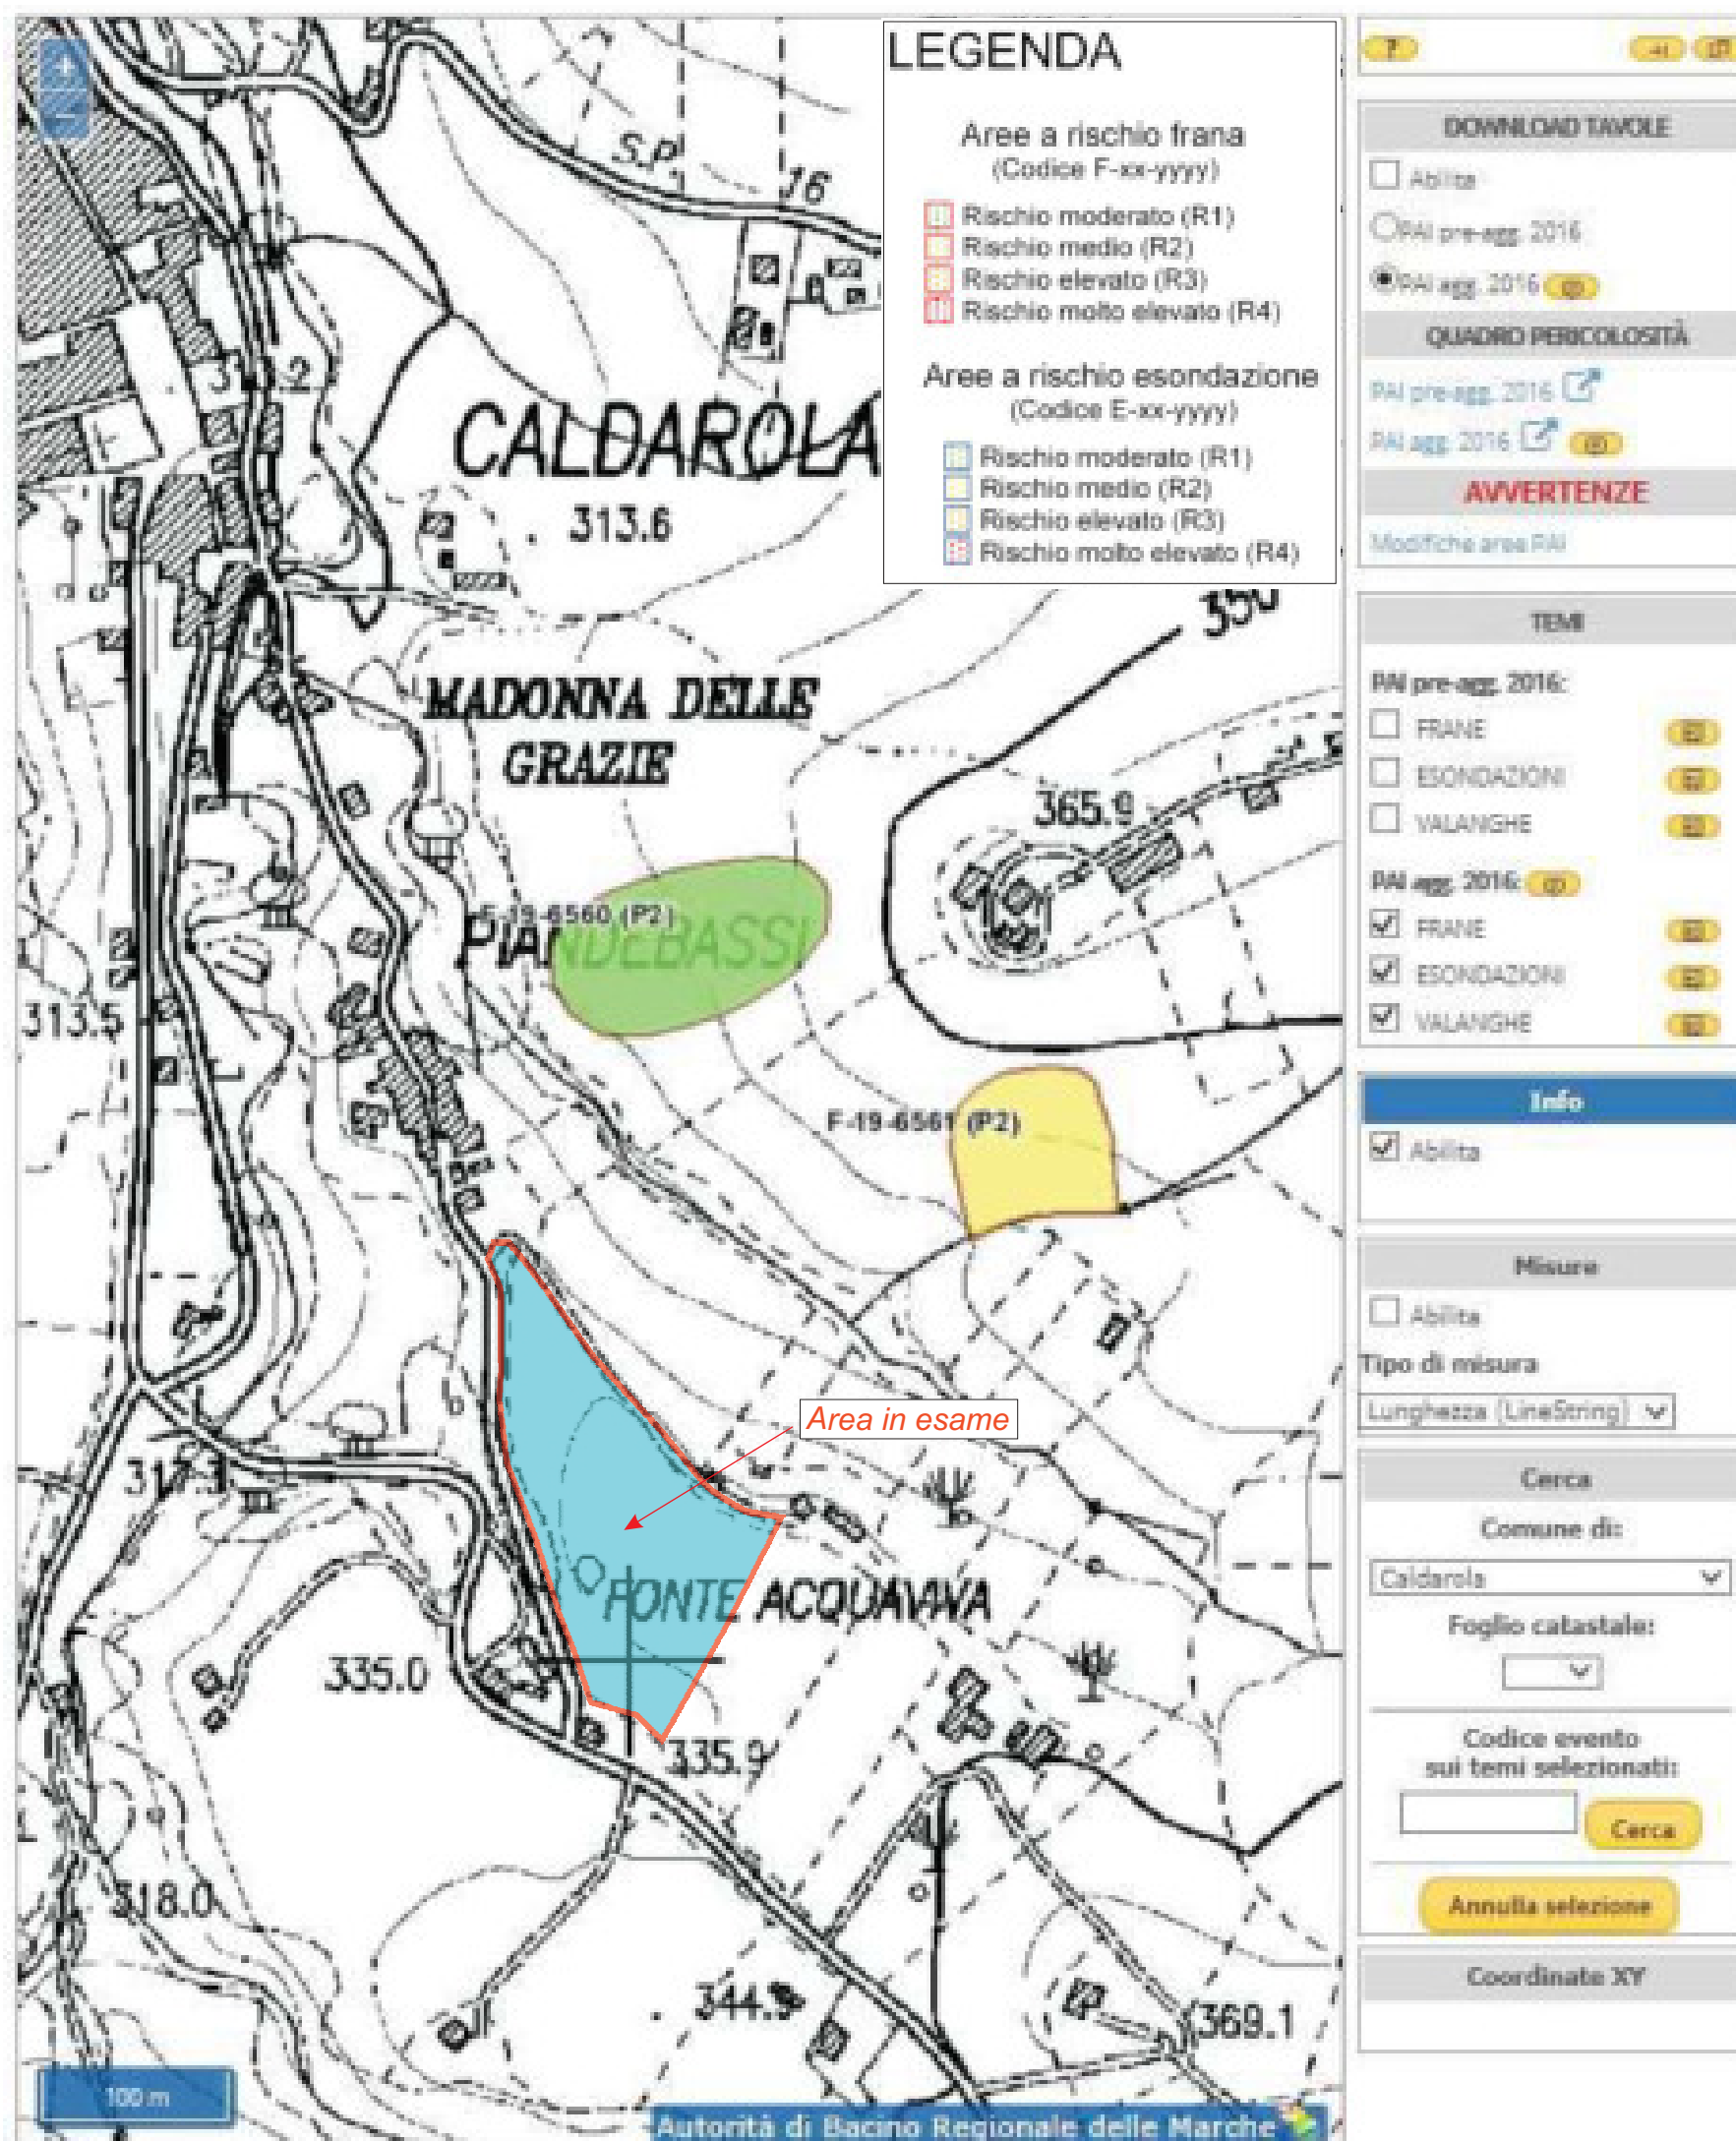 LEGENDA
Aree a rischio frana
(Codice F-xx-yyyy)
Rischio moderato (R1)
Rischio medio (R2)
Rischio elevato (R3)
Rischio molto elevato (R4)
Aree a rischio esondazione
(Codice E-xx-yyyy)
Rischio moderato (R1)
Rischio medio (R2)
Rischio elevato (R3)
Rischio molto elevato (R4)
+
−
S.P.
16
CALDAROLA
313.6
350
MADONNA DELLE
GRAZIE
365.9
F-19-6560 (P2)
PIANDEBASSI
313.5
F-19-6561 (P2)
Area in esame
FONTE ACQUAVIVA
335.0
335.9
318.0
344.9
369.1
100 m
Autorità di Bacino Regionale delle Marche
?
DOWNLOAD TAVOLE
Abilita
PAI pre-agg. 2016
PAI agg. 2016
QUADRO PERICOLOSITÀ
PAI pre-agg. 2016
PAI agg. 2016
AVVERTENZE
Modifiche aree PAI
TEMI
PAI pre-agg. 2016:
FRANE
ESONDAZIONI
VALANGHE
PAI agg. 2016:
FRANE
ESONDAZIONI
VALANGHE
Info
Abilita
Misure
Abilita
Tipo di misura
Lunghezza (LineString)
Cerca
Comune di:
Caldarola
Foglio catastale:
Codice evento
sui temi selezionati:
Cerca
Annulla selezione
Coordinate XY